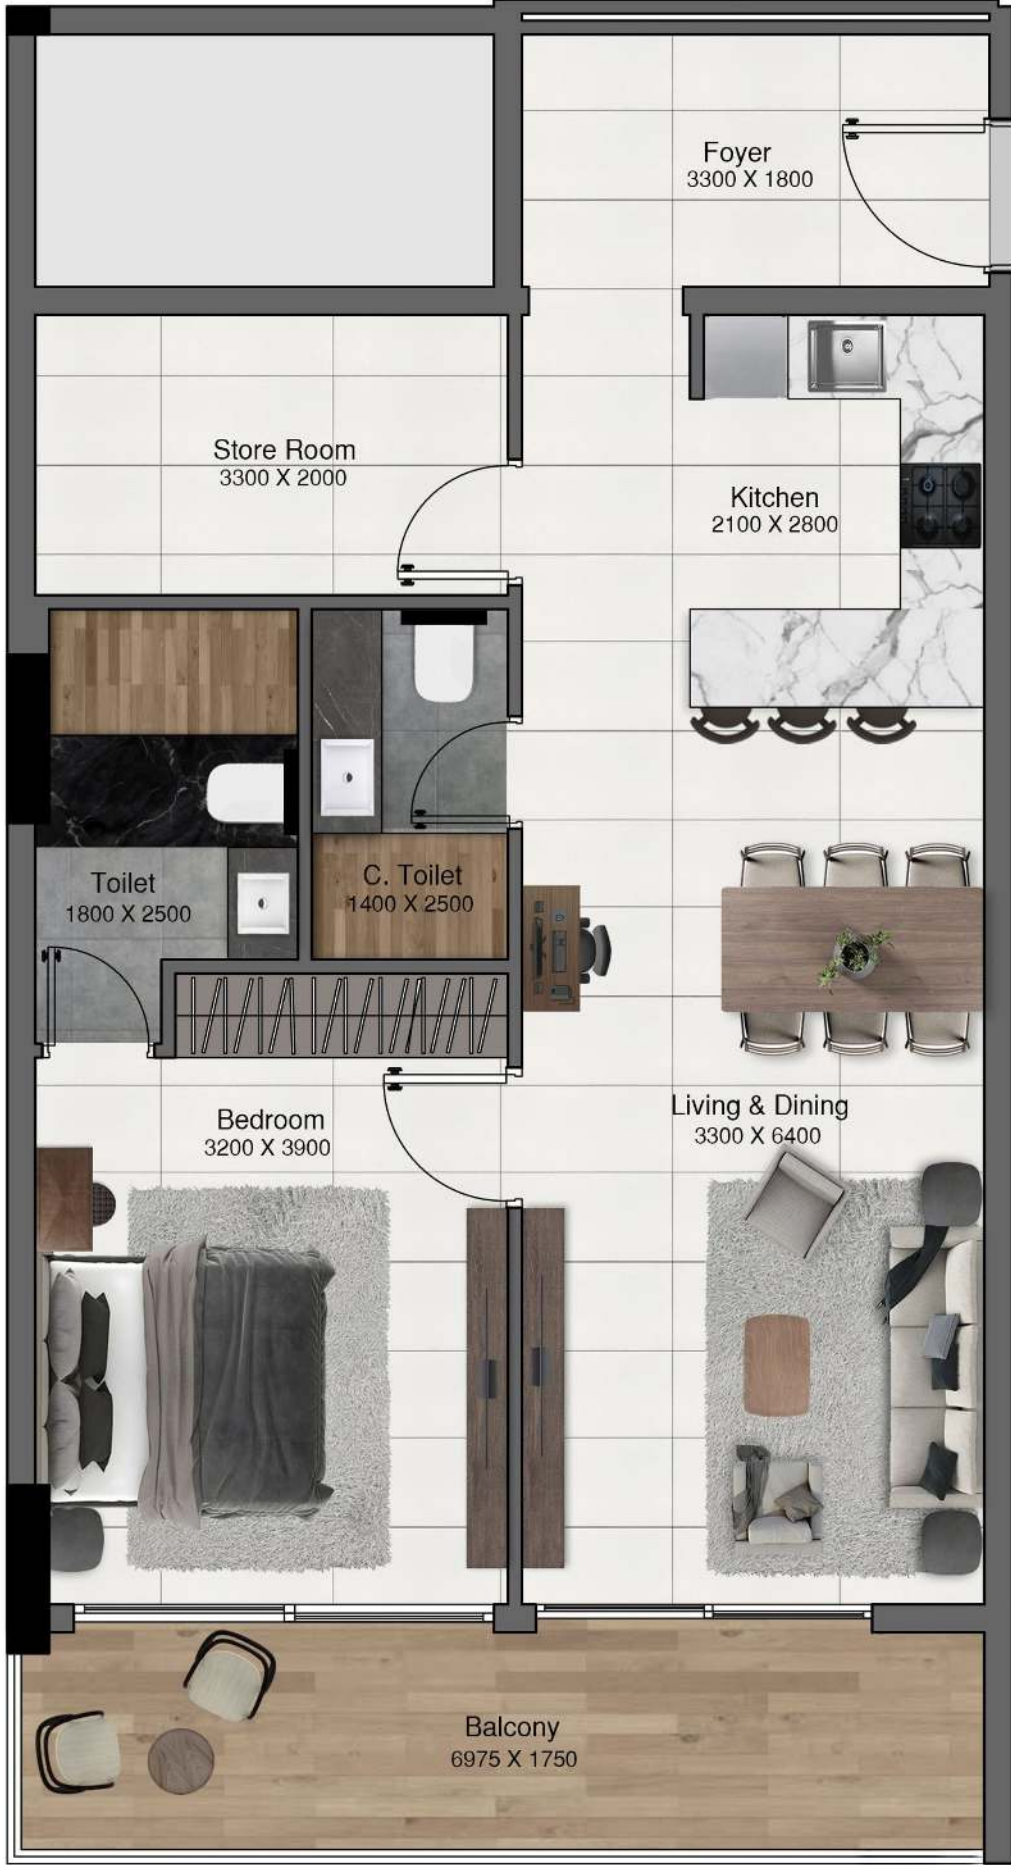 Foyer
3300 X 1800
Store Room
3300 X 2000
Kitchen
2100 X 2800
Toilet
1800 X 2500
C. Toilet
1400 X 2500
Bedroom
3200 X 3900
Living & Dining
3300 X 6400
Balcony
6975 X 1750